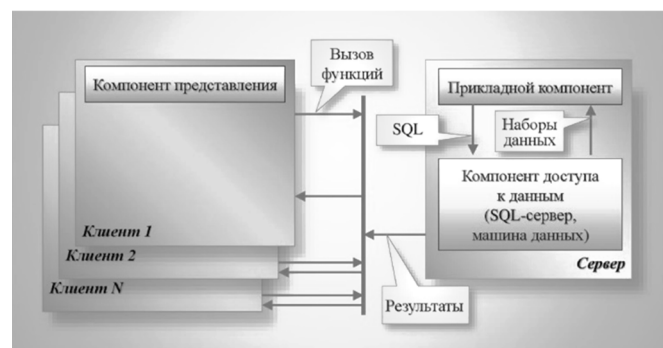 Вызов
функций
Компонент представления
Клиент 1
Клиент 2
Клиент N
Прикладной компонент
SQL
Наборы
данных
Компонент доступа
к данным
(SQL-сервер,
машина данных)
Сервер
Результаты